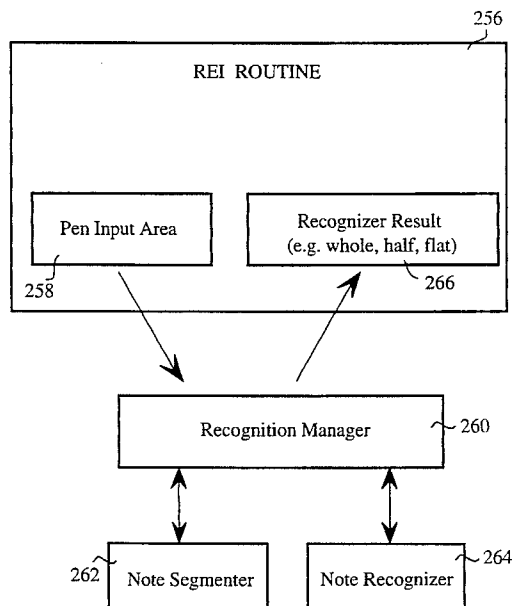 256
REI ROUTINE
Pen Input Area
Recognizer Result
(e.g. whole, half, flat)
258
266
Recognition Manager
260
262
Note Segmenter
Note Recognizer
264